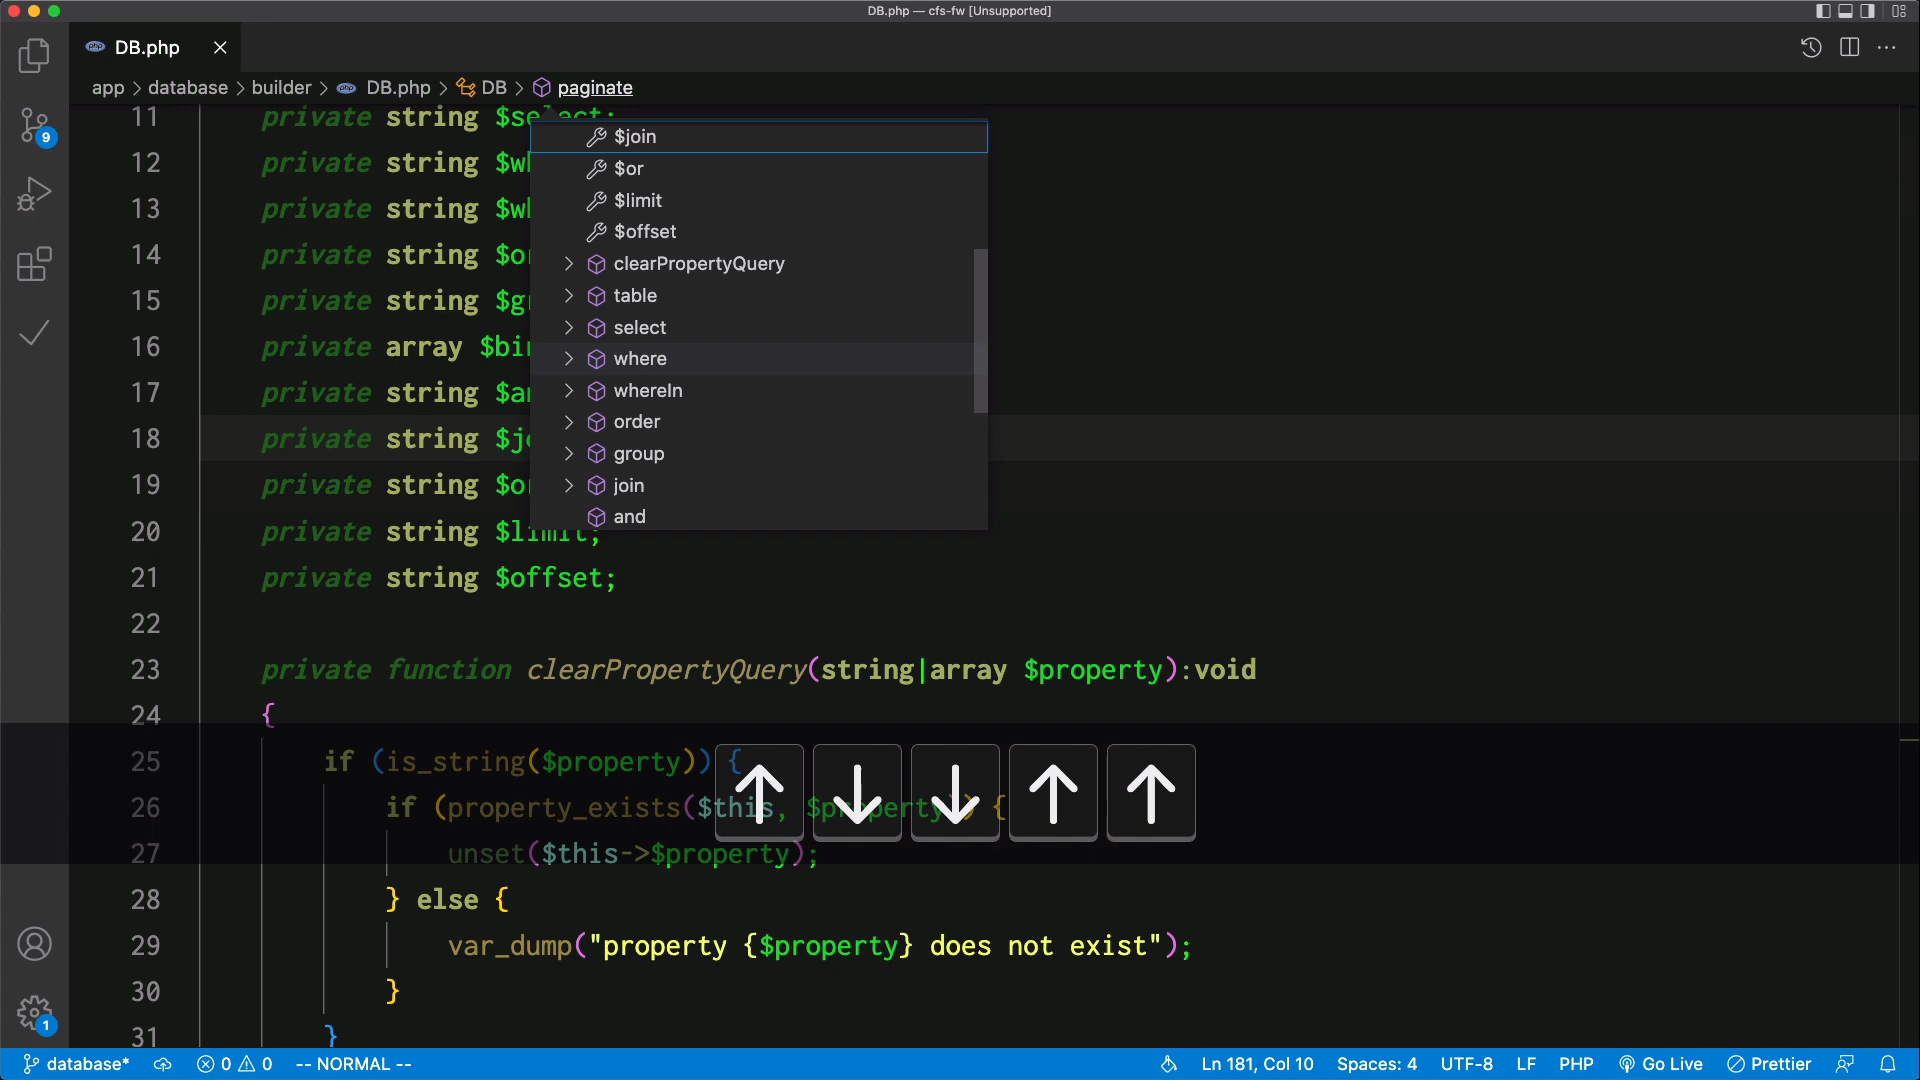 DB.php — cfs-fw [Unsupported]
DB.php
app > database > builder > DB.php > DB > paginate
11 private string $select;
12 private string $w
13 private string $w
14 private string $o
15 private string $g
16 private array $bi
17 private string $a
18 private string $j
19 private string $o
20 private string $limit;
21 private string $offset;
22
$join
$or
$limit
$offset
clearPropertyQuery
table
select
where
whereIn
order
group
join
and
23 private function clearPropertyQuery(string|array $property):void
24 {
25 if (is_string($property)) {
26 if (property_exists($this, $property)) {
27 unset($this->$property);
28 } else {
29 var_dump("property {$property} does not exist");
30 }
31 }
↑ ↓ ↓ ↑ ↑
9
1
database* 0 0 -- NORMAL -- Ln 181, Col 10 Spaces: 4 UTF-8 LF PHP Go Live Prettier